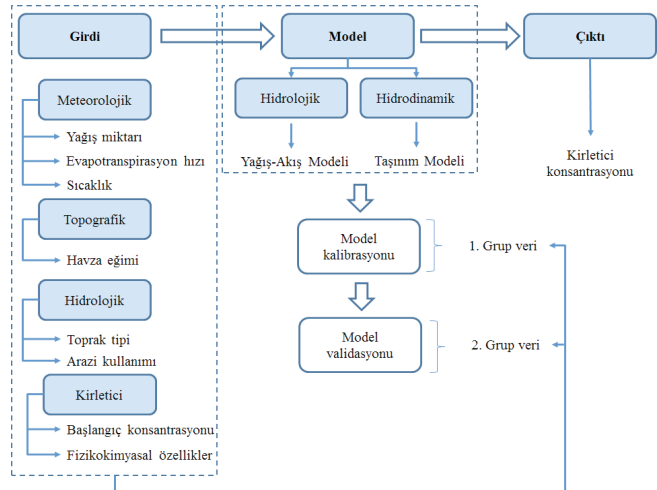 Girdi
Model
Çıktı
Meteorolojik
Yağış miktarı
Evapotranspirasyon hızı
Sıcaklık
Topografik
Havza eğimi
Hidrolojik
Toprak tipi
Arazi kullanımı
Kirletici
Başlangıç konsantrasyonu
Fizikokimyasal özellikler
Hidrolojik
Hidrodinamik
Yağış-Akış Modeli
Taşınım Modeli
Kirletici
konsantrasyonu
Model
kalibrasyonu
1. Grup veri
Model
validasyonu
2. Grup veri